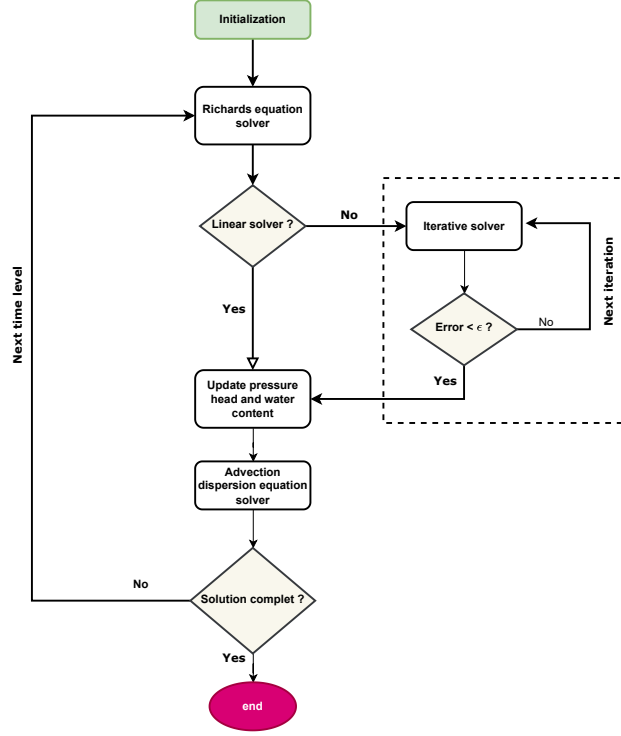 Initialization
Richards equation
solver
Linear solver ?
No
Iterative solver
Next iteration
Error < ϵ ?
No
Yes
Yes
Next time level
Update pressure
head and water
content
Advection
dispersion equation
solver
No
Solution complet ?
Yes
end